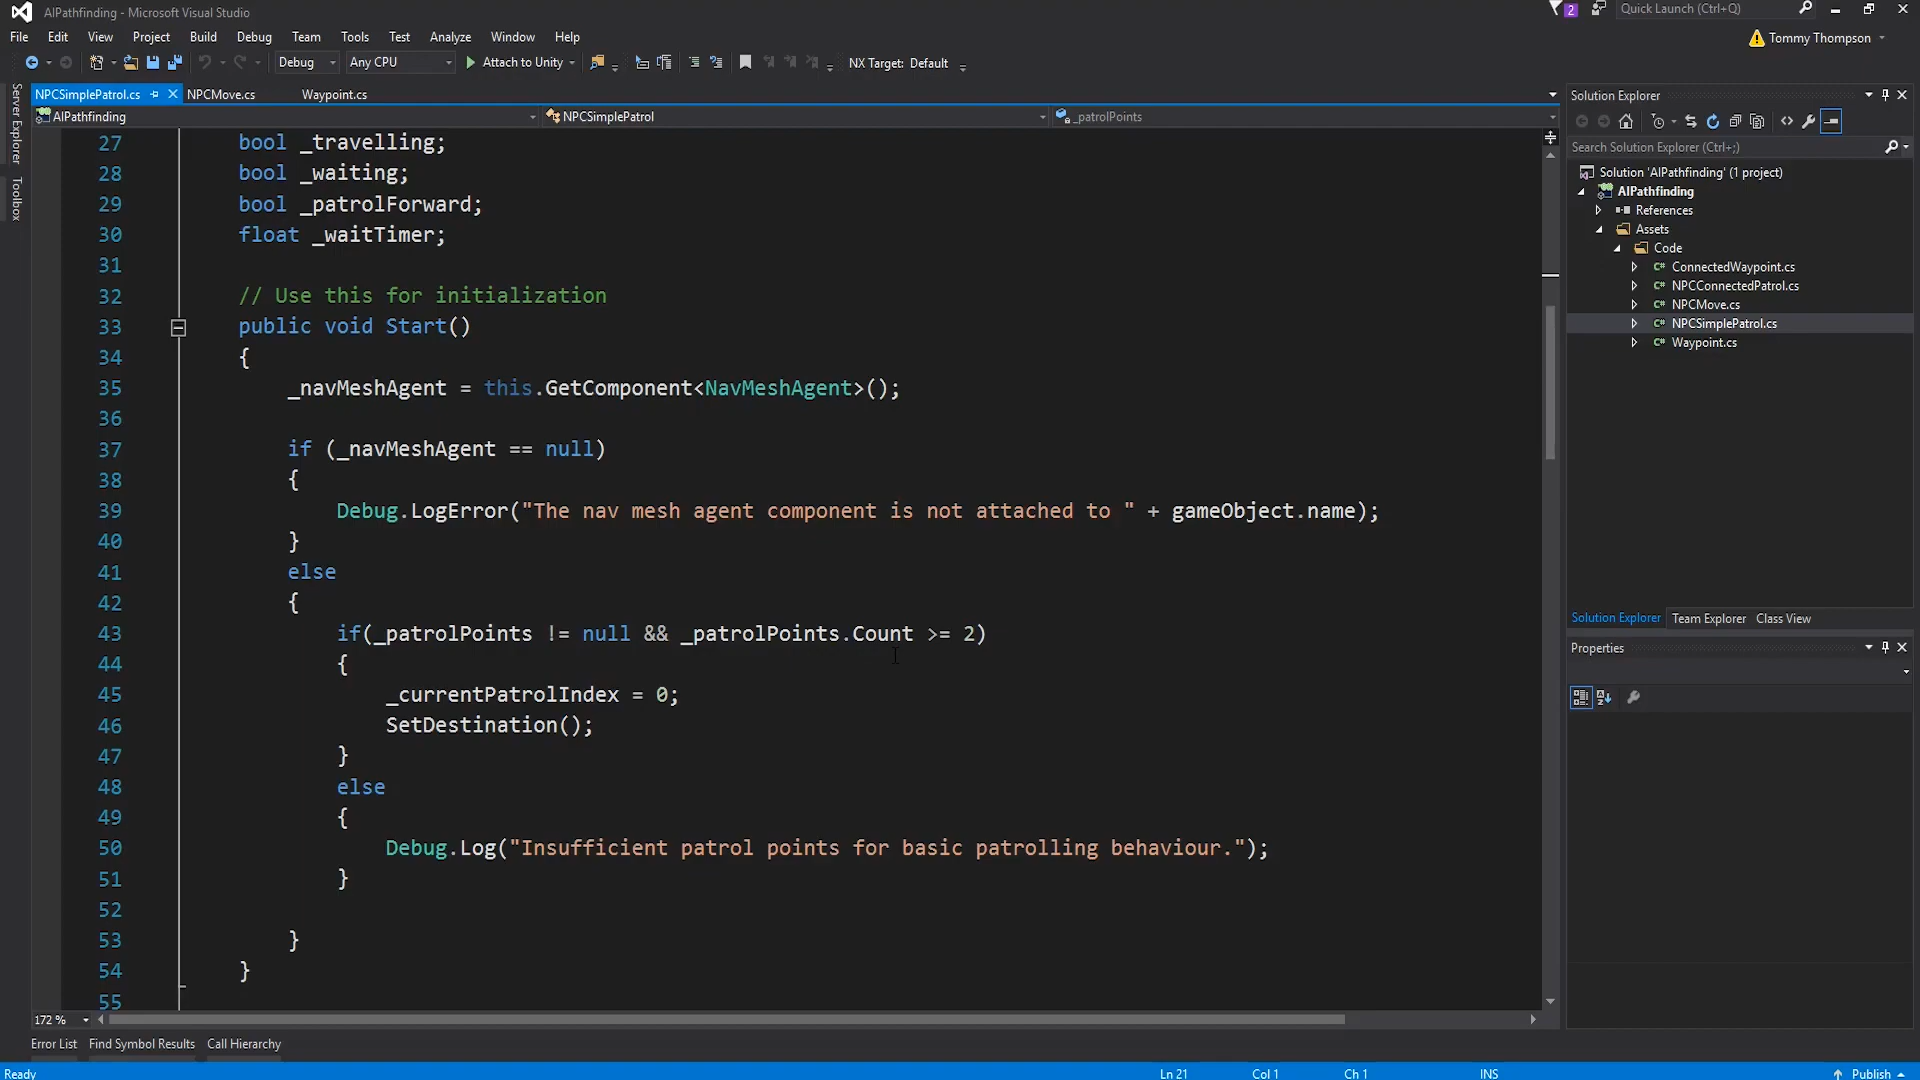 AIPathfinding - Microsoft Visual Studio
2
Quick Launch (Ctrl+Q)
File Edit View Project Build Debug Team Tools Test Analyze Window Help
Tommy Thompson
Debug Any CPU Attach to Unity NX Target: Default
NPCSimplePatrol.cs NPCMove.cs Waypoint.cs
AIPathfinding NPCSimplePatrol _patrolPoints
Server Explorer
Toolbox
27 bool _travelling;
28 bool _waiting;
29 bool _patrolForward;
30 float _waitTimer;
31
32 // Use this for initialization
33 public void Start()
34 {
35 _navMeshAgent = this.GetComponent<NavMeshAgent>();
36
37 if (_navMeshAgent == null)
38 {
39 Debug.LogError("The nav mesh agent component is not attached to " + gameObject.name);
40 }
41 else
42 {
43 if(_patrolPoints != null && _patrolPoints.Count >= 2)
44 {
45 _currentPatrolIndex = 0;
46 SetDestination();
47 }
48 else
49 {
50 Debug.Log("Insufficient patrol points for basic patrolling behaviour.");
51 }
52
53 }
54 }
55
172 %
Solution Explorer
Search Solution Explorer (Ctrl+;)
Solution 'AIPathfinding' (1 project)
AIPathfinding
References
Assets
Code
C# ConnectedWaypoint.cs
C# NPCConnectedPatrol.cs
C# NPCMove.cs
C# NPCSimplePatrol.cs
C# Waypoint.cs
Solution Explorer Team Explorer Class View
Properties
Error List Find Symbol Results Call Hierarchy
Ready Ln 21 Col 1 Ch 1 INS Publish